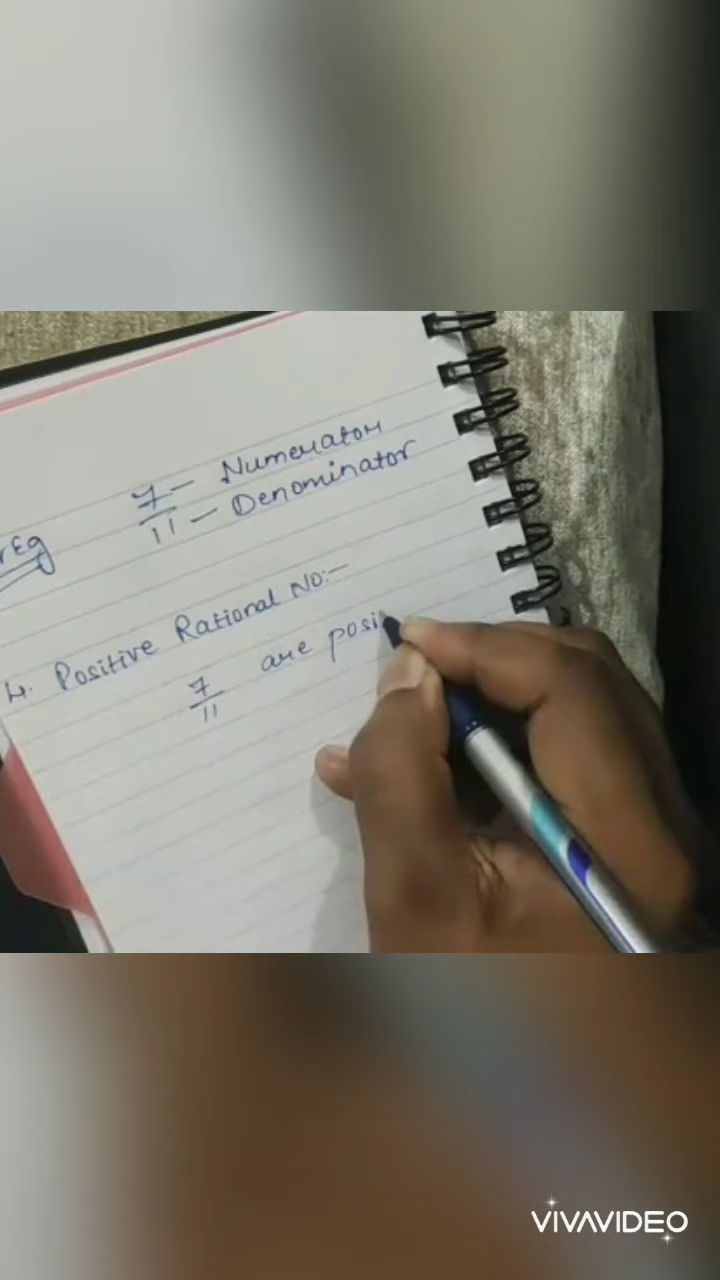 7 - Numerator
Eg
11 - Denominator
4. Positive Rational No:-
7 are posi
11
VIVAVIDEO